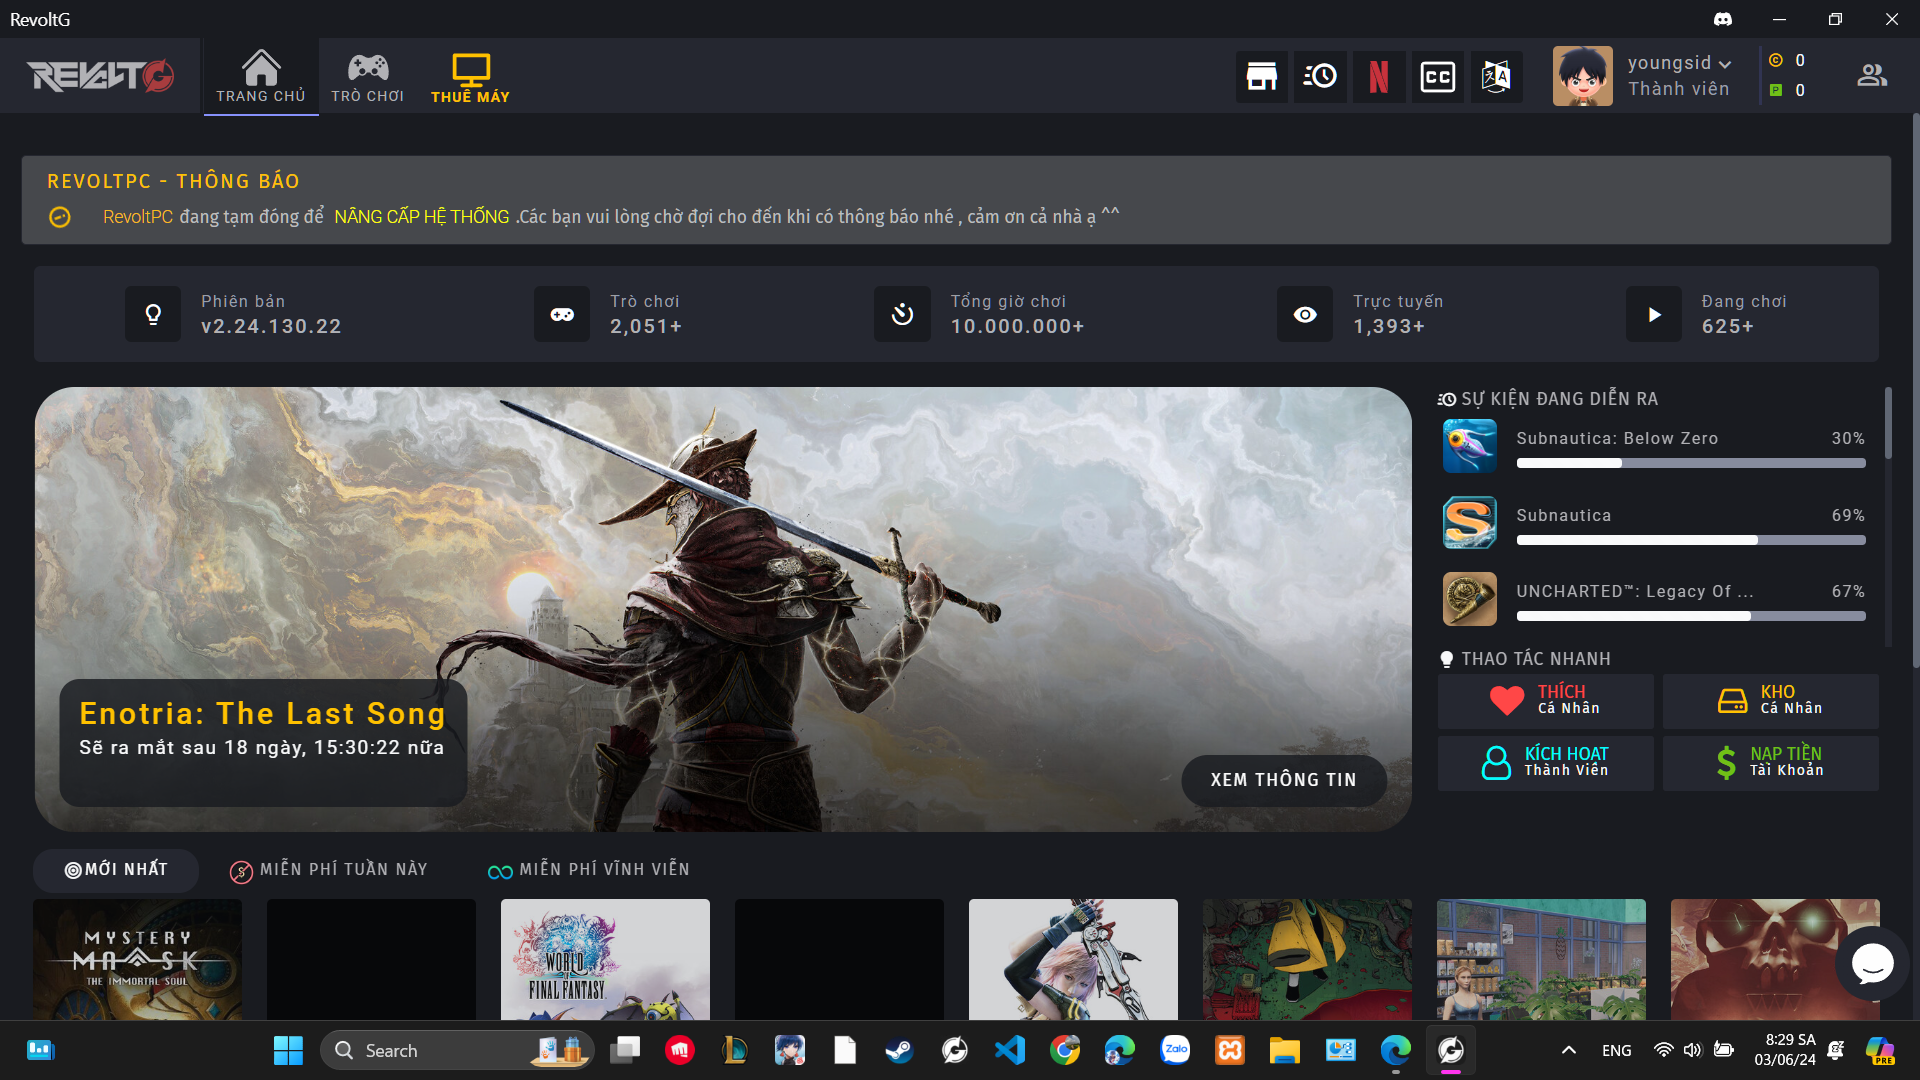 RevoltG
REVOLTG
TRANG CHỦ
TRÒ CHƠI
THUÊ MÁY
N
CC
A
youngsid
Thành viên
0
0
REVOLTPC - THÔNG BÁO
RevoltPC đang tạm đóng để NÂNG CẤP HỆ THỐNG .Các bạn vui lòng chờ đợi cho đến khi có thông báo nhé , cảm ơn cả nhà ạ ^^
Phiên bản
v2.24.130.22
Trò chơi
2,051+
Tổng giờ chơi
10.000.000+
Trực tuyến
1,393+
Đang chơi
625+
Enotria: The Last Song
Sẽ ra mắt sau 18 ngày, 15:30:22 nữa
XEM THÔNG TIN
SỰ KIỆN ĐANG DIỄN RA
Subnautica: Below Zero
30%
Subnautica
69%
UNCHARTED™: Legacy Of ...
67%
THAO TÁC NHANH
THÍCH
Cá Nhân
KHO
Cá Nhân
KÍCH HOẠT
Thành Viên
NẠP TIỀN
Tài Khoản
MỚI NHẤT
MIỄN PHÍ TUẦN NÀY
MIỄN PHÍ VĨNH VIỄN
MYSTERY
MASK
THE IMMORTAL SOUL
WORLD OF
FINAL FANTASY
Search
Zalo
ENG
8:29 SA
03/06/24
PRE